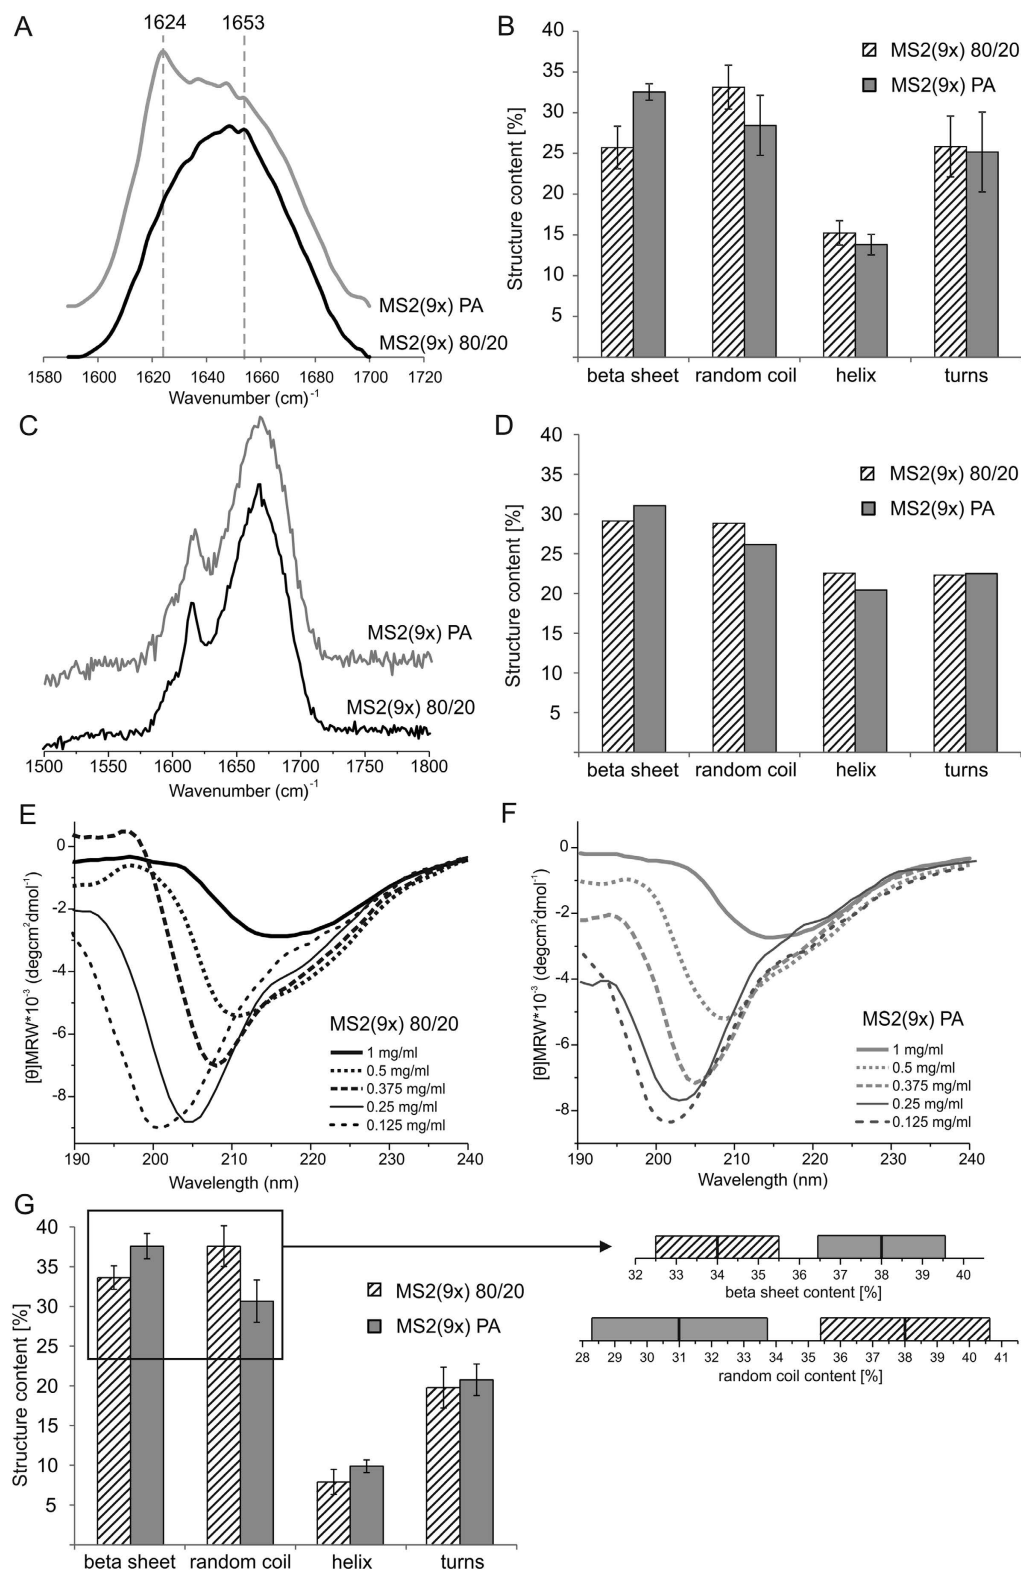 A
1624 1653
MS2(9x) PA
MS2(9x) 80/20
1580 1600 1620 1640 1660 1680 1700 1720
Wavenumber (cm)-1
B
Structure content [%]
40
35
30
25
20
15
10
5
MS2(9x) 80/20
MS2(9x) PA
beta sheet random coil helix turns
C
MS2(9x) PA
MS2(9x) 80/20
1500 1550 1600 1650 1700 1750 1800
Wavenumber (cm)-1
D
Structure content [%]
40
35
30
25
20
15
10
5
MS2(9x) 80/20
MS2(9x) PA
beta sheet random coil helix turns
E
[θ]MRW*10-3 (degcm2dmol-1)
0
-2
-4
-6
-8
MS2(9x) 80/20
1 mg/ml
0.5 mg/ml
0.375 mg/ml
0.25 mg/ml
0.125 mg/ml
190 200 210 220 230 240
Wavelength (nm)
F
[θ]MRW*10-3 (degcm2dmol-1)
0
-2
-4
-6
-8
MS2(9x) PA
1 mg/ml
0.5 mg/ml
0.375 mg/ml
0.25 mg/ml
0.125 mg/ml
190 200 210 220 230 240
Wavelength (nm)
G
Structure content [%]
40
35
30
25
20
15
10
5
MS2(9x) 80/20
MS2(9x) PA
beta sheet random coil helix turns
32 33 34 35 36 37 38 39 40
beta sheet content [%]
28 29 30 31 32 33 34 35 36 37 38 39 40 41
random coil content [%]